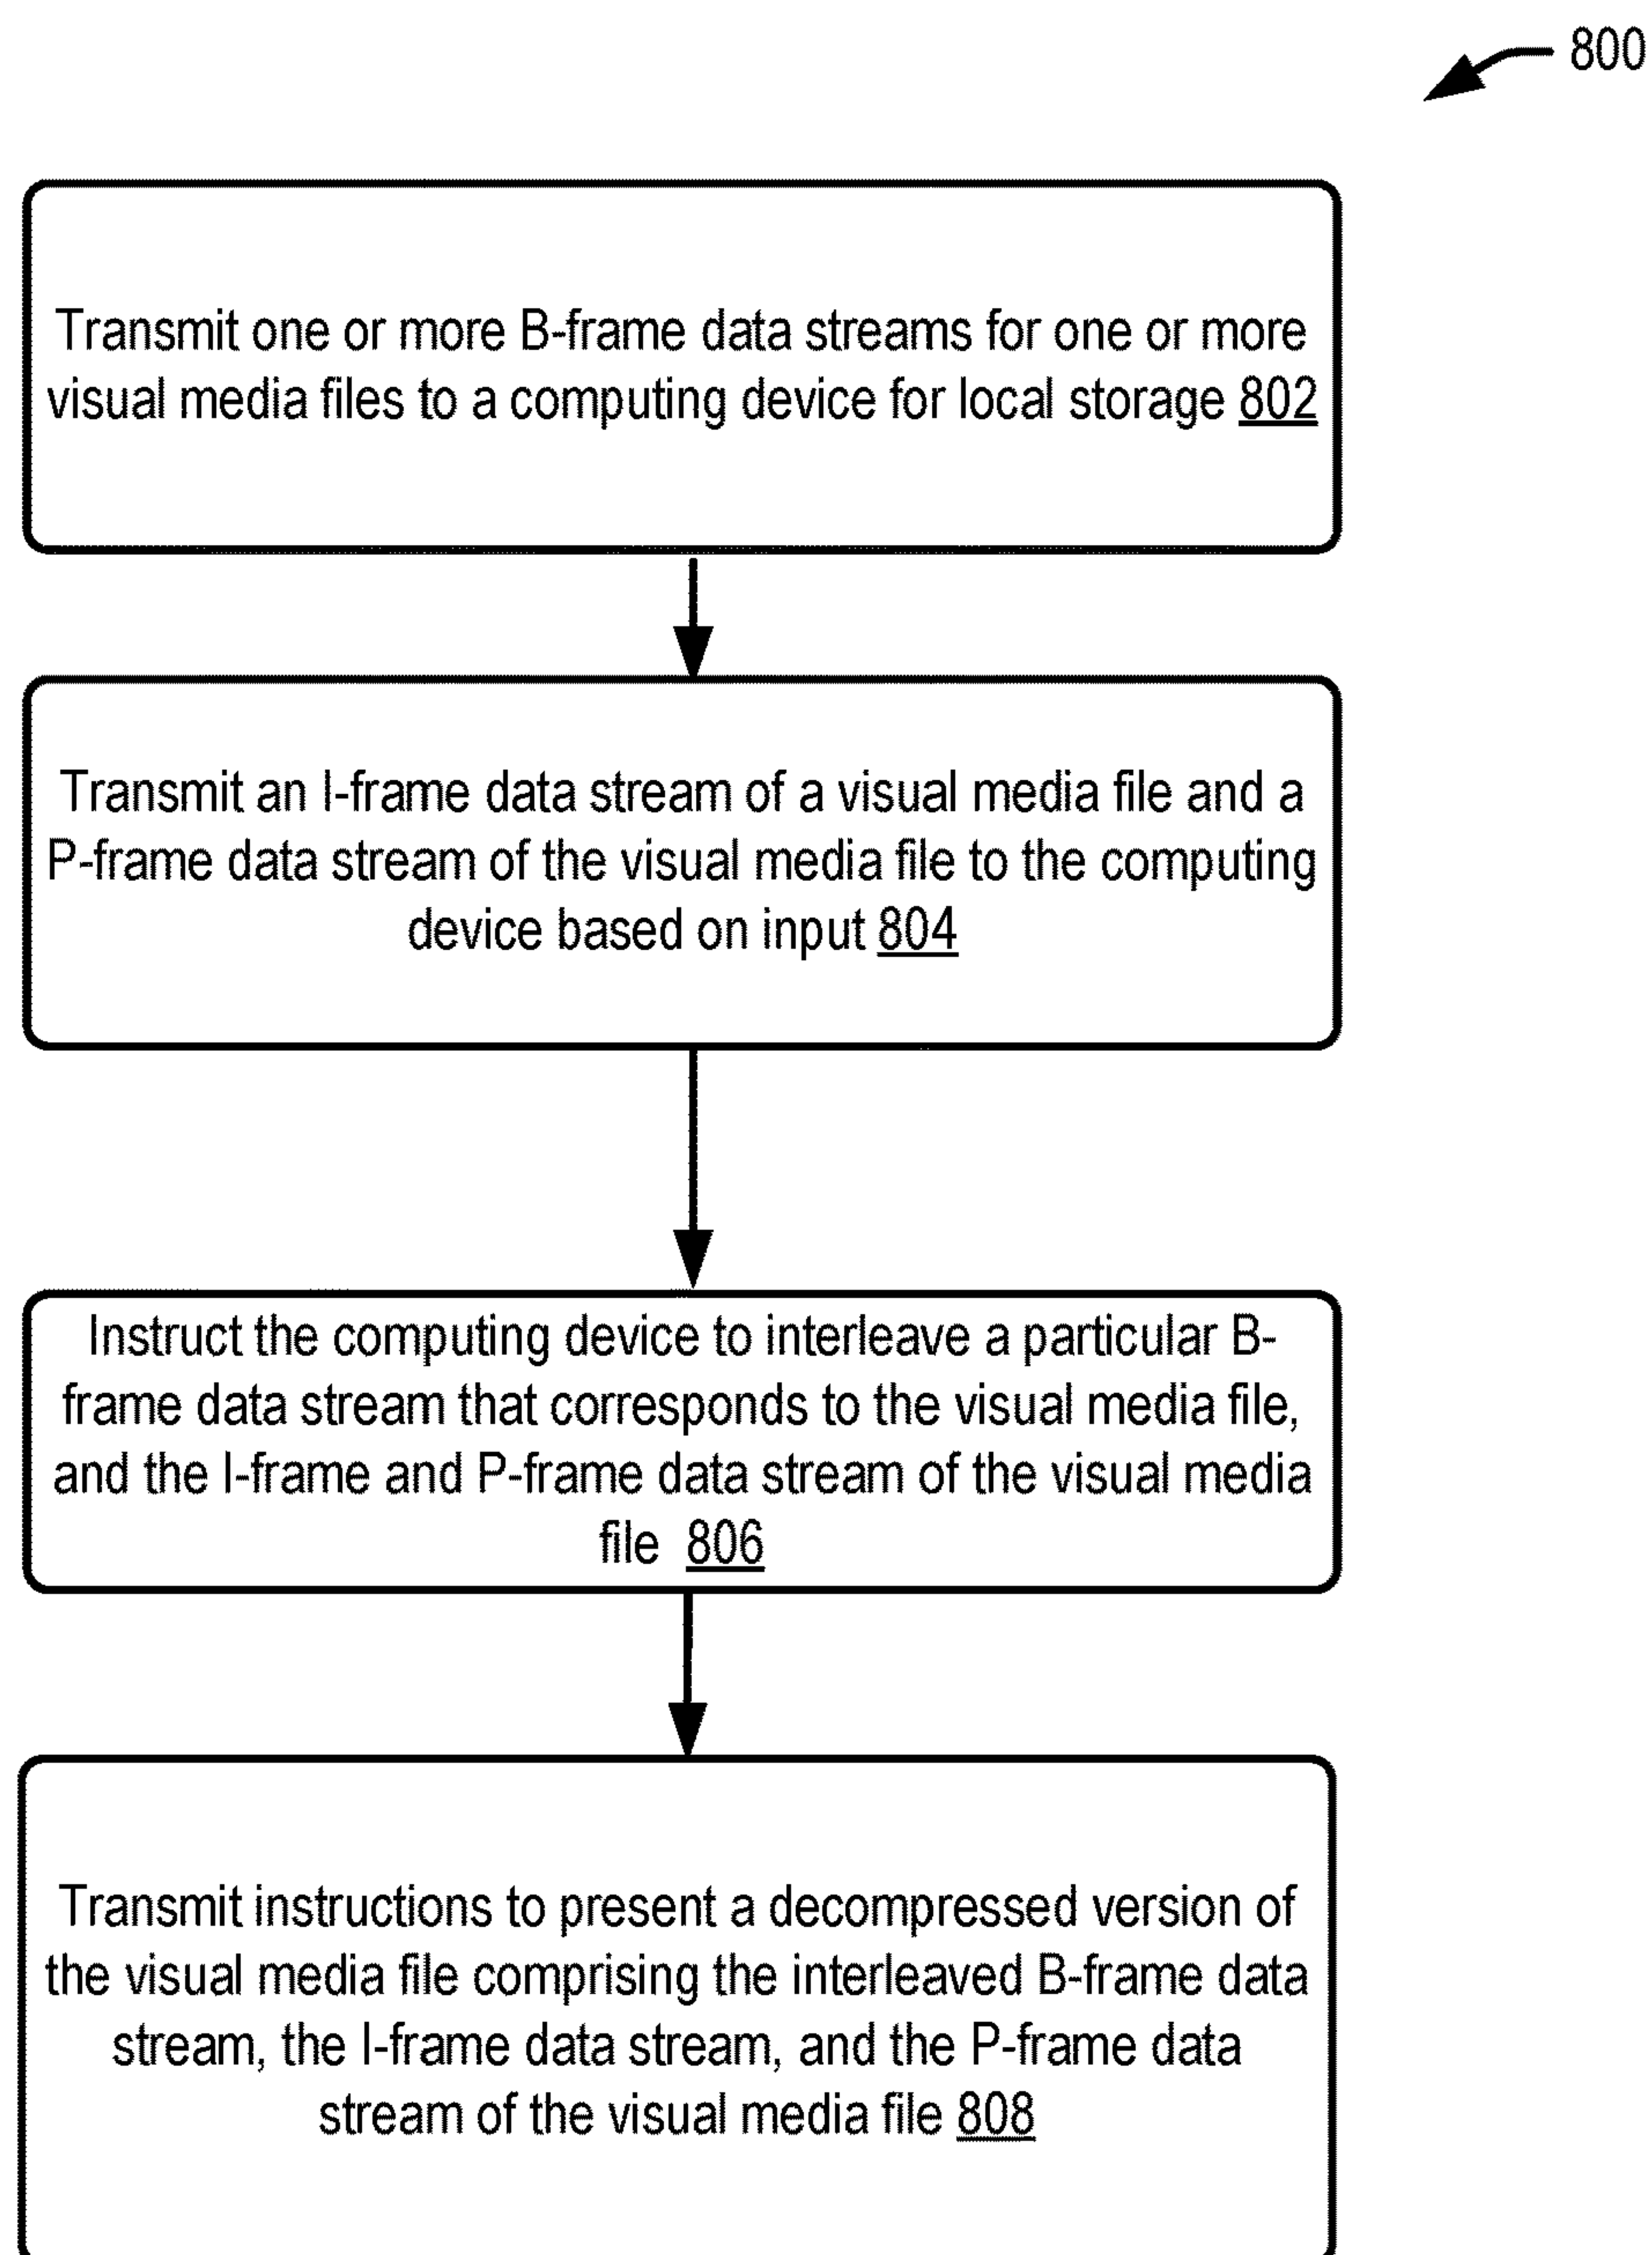 800
Transmit one or more B-frame data streams for one or more
visual media files to a computing device for local storage 802
Transmit an I-frame data stream of a visual media file and a
P-frame data stream of the visual media file to the computing
device based on input 804
Instruct the computing device to interleave a particular B-
frame data stream that corresponds to the visual media file,
and the I-frame and P-frame data stream of the visual media
file 806
Transmit instructions to present a decompressed version of
the visual media file comprising the interleaved B-frame data
stream, the I-frame data stream, and the P-frame data
stream of the visual media file 808